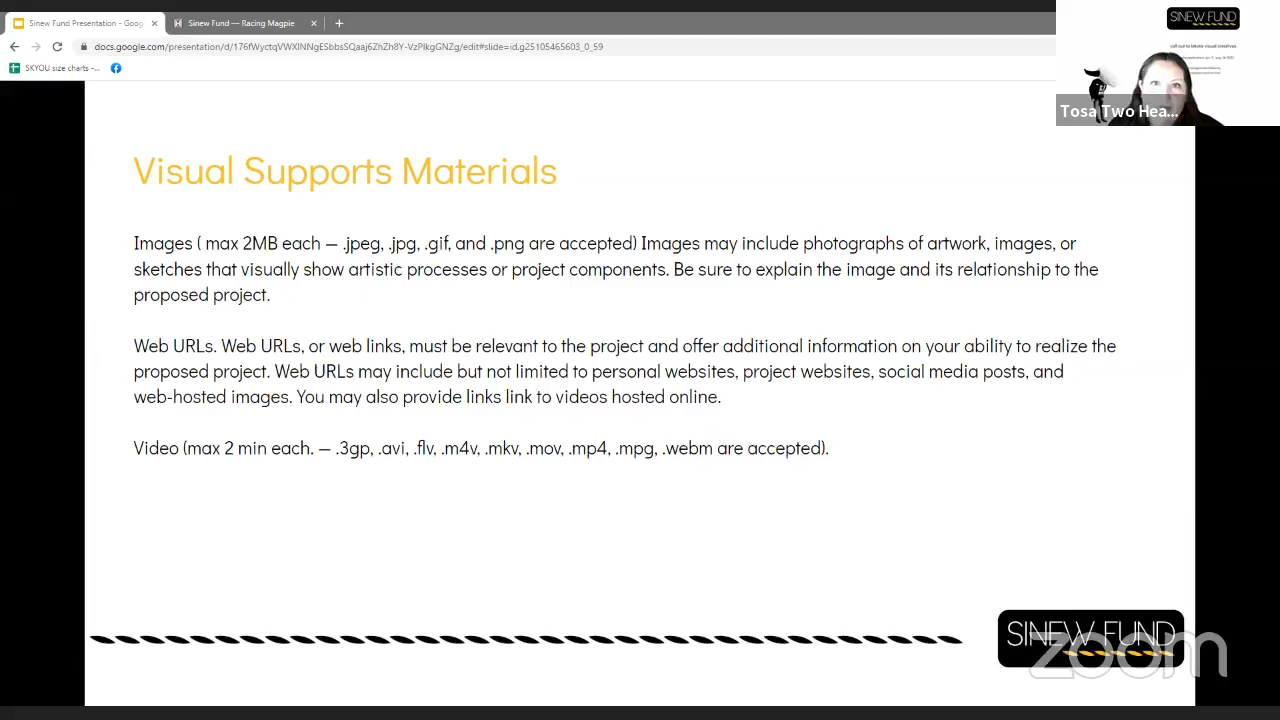 Sinew Fund Presentation - Goog
Sinew Fund — Racing Magpie
SINEW FUND
docs.google.com/presentation/d/176fWyctqVWXlNNgESbbsSQaaj6ZhZh8Y-VzPlkgGNZg/edit#slide=id.g25105465603_0_59
SKYOU size charts -...
Tosa Two Hea...
Visual Supports Materials
Images ( max 2MB each — .jpeg, .jpg, .gif, and .png are accepted) Images may include photographs of artwork, images, or
sketches that visually show artistic processes or project components. Be sure to explain the image and its relationship to the
proposed project.
Web URLs. Web URLs, or web links, must be relevant to the project and offer additional information on your ability to realize the
proposed project. Web URLs may include but not limited to personal websites, project websites, social media posts, and
web-hosted images. You may also provide links link to videos hosted online.
Video (max 2 min each. — .3gp, .avi, .flv, .m4v, .mkv, .mov, .mp4, .mpg, .webm are accepted).
SINEW FUND
zoom